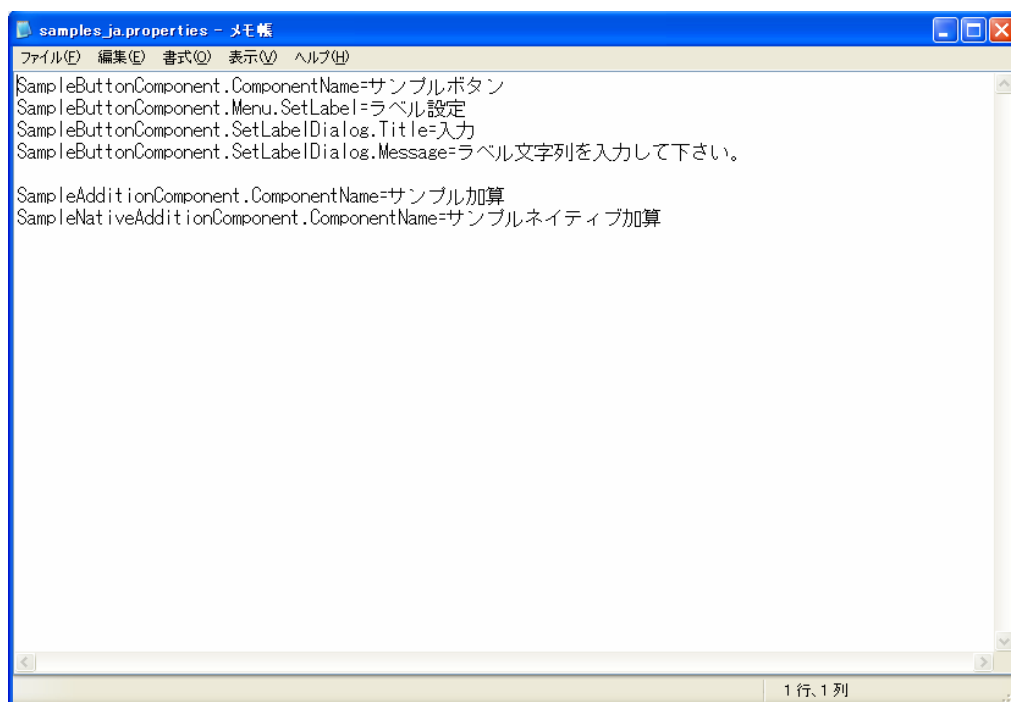 samples_ja.properties - メモ帳
ファイル(F) 編集(E) 書式(O) 表示(V) ヘルプ(H)
SampleButtonComponent.ComponentName=サンプルボタン
SampleButtonComponent.Menu.SetLabel=ラベル設定
SampleButtonComponent.SetLabelDialog.Title=入力
SampleButtonComponent.SetLabelDialog.Message=ラベル文字列を入力して下さい。
SampleAdditionComponent.ComponentName=サンプル加算
SampleNativeAdditionComponent.ComponentName=サンプルネイティブ加算
1 行、1 列